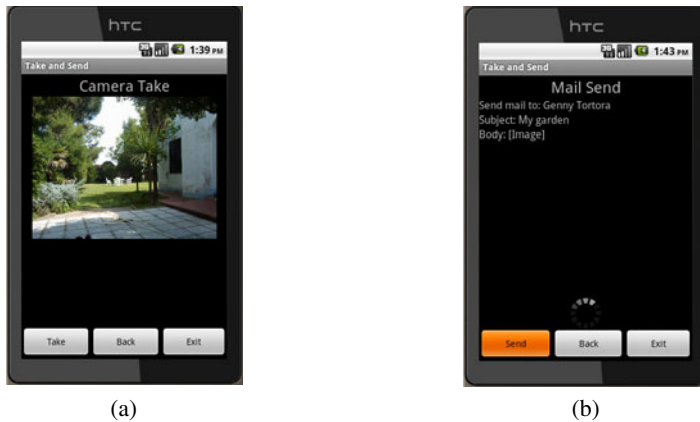 hTC
1:39 PM
Take and Send
Camera Take
Take Back Exit
(a)
hTC
1:43 PM
Take and Send
Mail Send
Send mail to: Genny Tortora
Subject: My garden
Body: [Image]
Send Back Exit
(b)